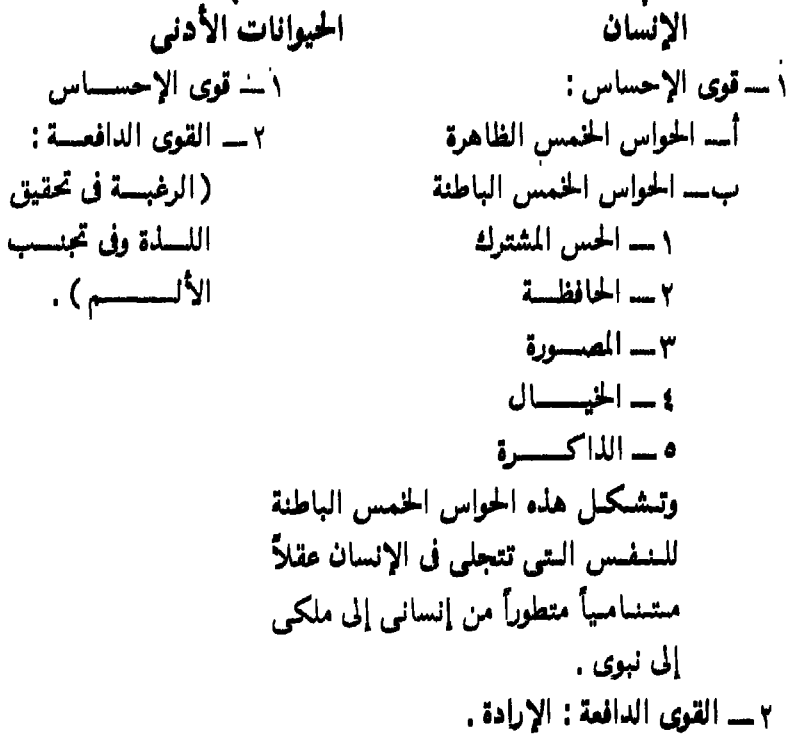 الإنسان
١ — قوى الإحساس :
أ — الحواس الخمس الظاهرة
ب — الحواس الخمس الباطنة
١ — الحس المشترك
٢ — الحافظة
٣ — المصورة
٤ — الخيال
٥ — الذاكرة
وتشكل هذه الحواس الخمس الباطنة
للنفس التى تتجلى فى الإنسان عقلاً
متنامياً متطوراً من إنسانى إلى ملكى
إلى نبوى .
٢ — القوى الدافعة : الإرادة .
الحيوانات الأدنى
١ — قوى الإحساس
٢ — القوى الدافعة :
( الرغبة فى تحقيق
اللذة وفى تجنب
الألم ) .